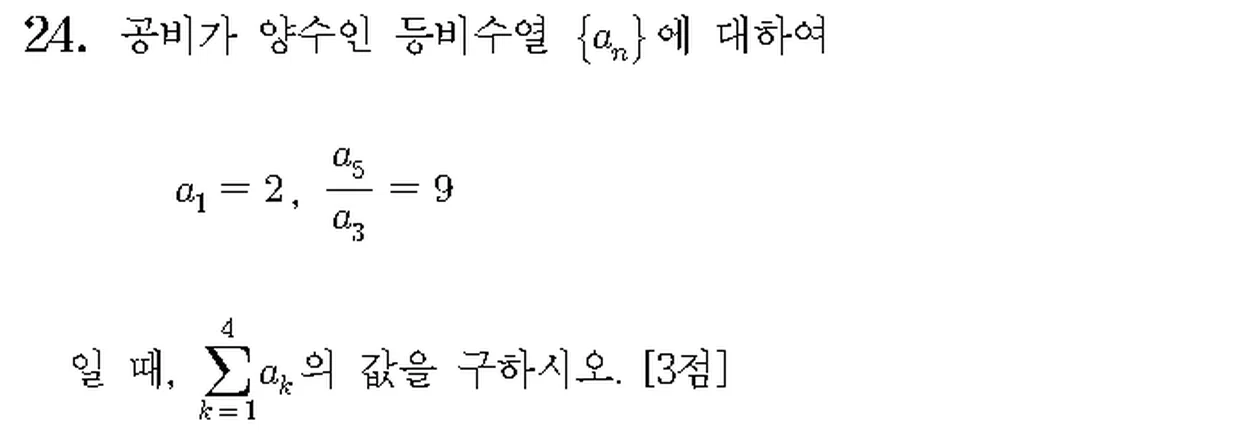 24. 공비가 양수인 등비수열 {aₙ}에 대하여
a₁ = 2, a₅/a₃ = 9
일 때, ∑_{k=1}^{4} aₖ의 값을 구하시오. [3점]